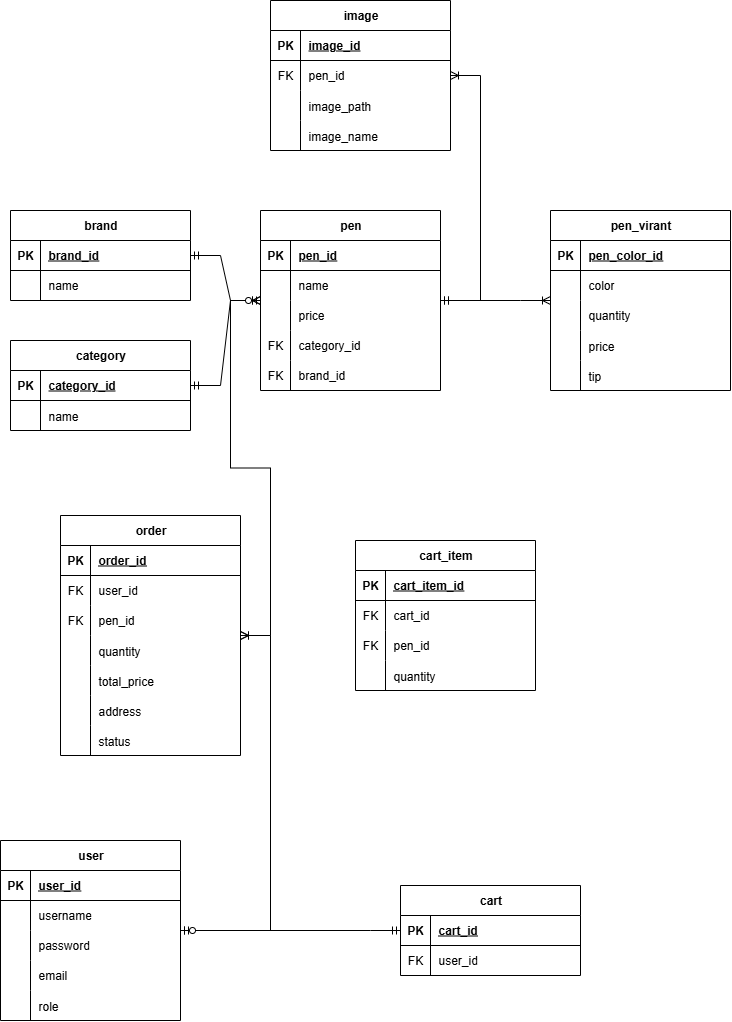 image
PK image_id
FK pen_id
image_path
image_name
brand
PK brand_id
name
pen
PK pen_id
name
price
FK category_id
FK brand_id
pen_virant
PK pen_color_id
color
quantity
price
tip
category
PK category_id
name
order
PK order_id
FK user_id
FK pen_id
quantity
total_price
address
status
cart_item
PK cart_item_id
FK cart_id
FK pen_id
quantity
user
PK user_id
username
password
email
role
cart
PK cart_id
FK user_id